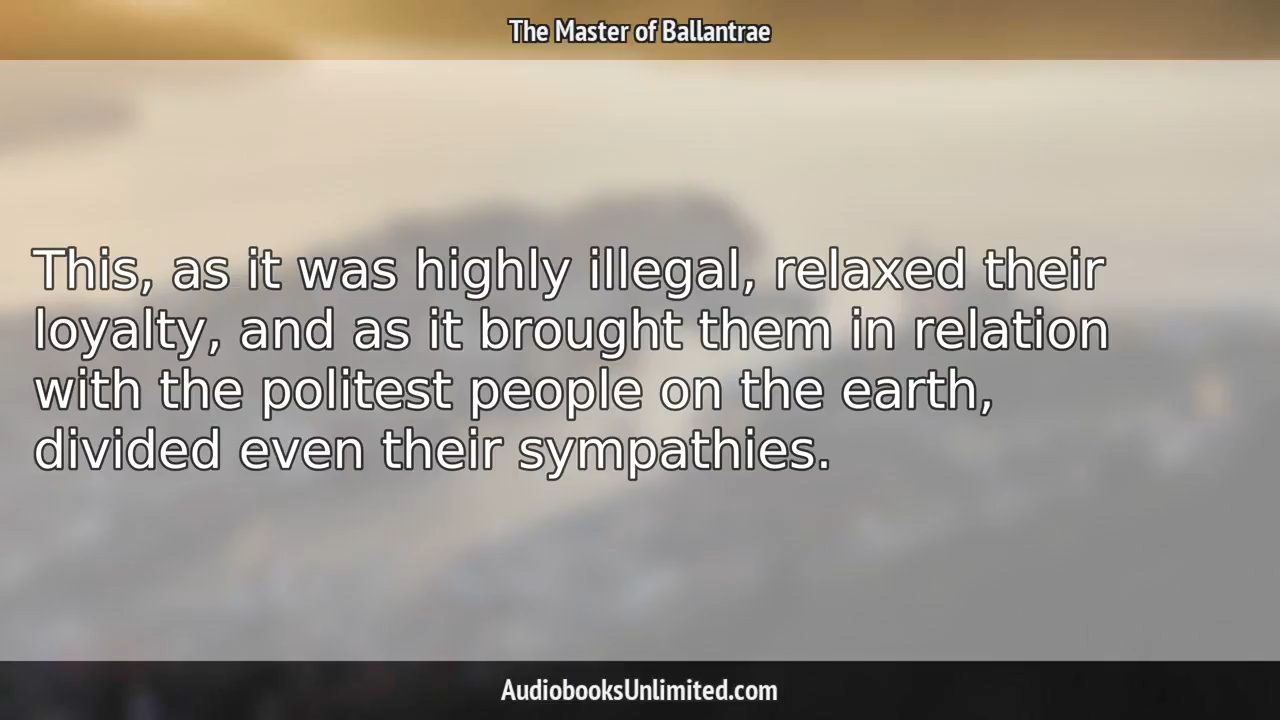 The Master of Ballantrae
This, as it was highly illegal, relaxed their
loyalty, and as it brought them in relation
with the politest people on the earth,
divided even their sympathies.
AudiobooksUnlimited.com